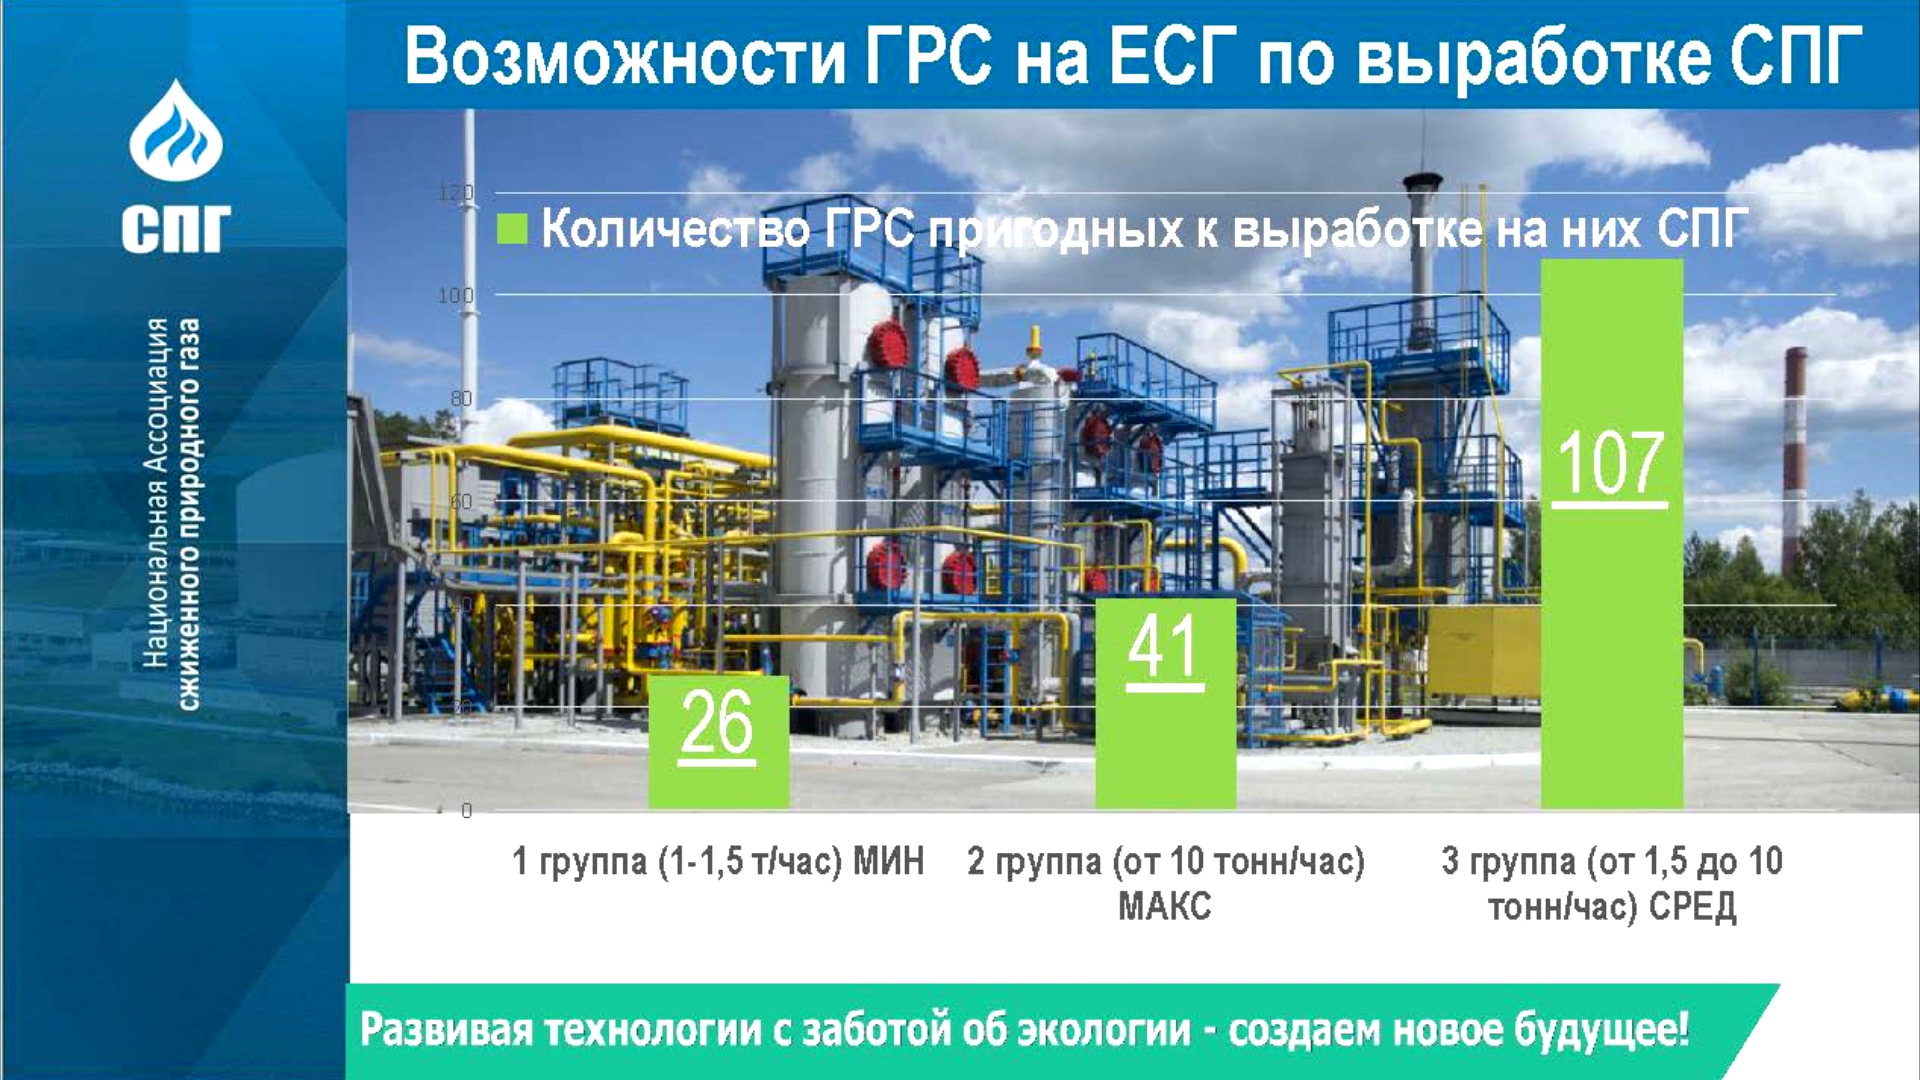 Возможности ГРС на ЕСГ по выработке СПГ
СПГ
Национальная Ассоциация
сжиженного природного газа
120
Количество ГРС пригодных к выработке на них СПГ
100
80
60
40
20
0
107
41
26
1 группа (1-1,5 т/час) МИН
2 группа (от 10 тонн/час)
МАКС
3 группа (от 1,5 до 10
тонн/час) СРЕД
Развивая технологии с заботой об экологии - создаем новое будущее!